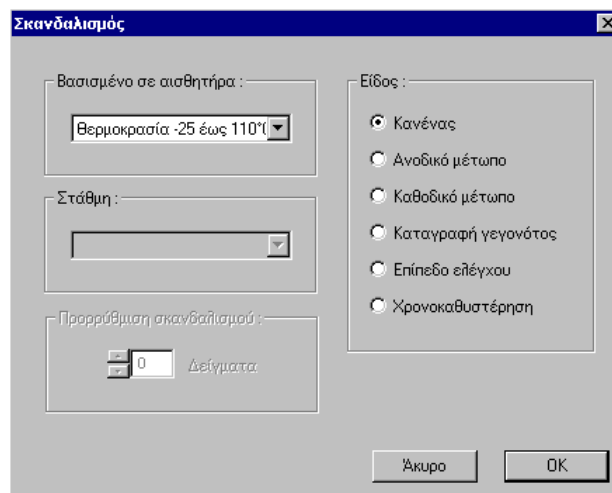 Σκανδαλισμός
Βασισμένο σε αισθητήρα :
Θερμοκρασία -25 έως 110°(
Στάθμη :
Προρρύθμιση σκανδαλισμού :
0 Δείγματα
Είδος :
Κανένας
Ανοδικό μέτωπο
Καθοδικό μέτωπο
Καταγραφή γεγονότος
Επίπεδο ελέγχου
Χρονοκαθυστέρηση
Άκυρο
OK